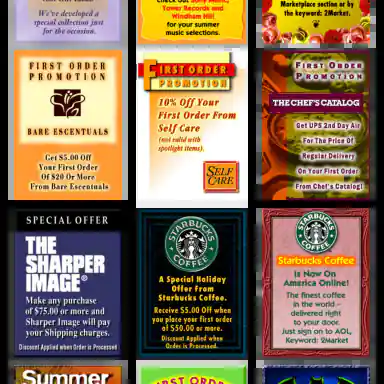 We've developed a
special collection just
for the occasion.
check out Sony Music,
Tower Records and
Windham Hill
for your summer
music selections.
Marketplace section or by
the keyword: 2Market.
FIRST ORDER
PROMOTION
BARE ESCENTUALS
Get $5.00 Off
Your First Order
Of $20 Or More
From Bare Escentuals
FIRST ORDER
PROMOTION
10% Off Your
First Order From
Self Care
(not valid with
spotlight items).
SELF
CARE
FIRST ORDER
PROMOTION
THE CHEF'S CATALOG
Get UPS 2nd Day Air
For The Price Of
Regular Delivery
On Your First Order
From Chef's Catalog!
SPECIAL OFFER
THE
SHARPER
IMAGE®
Make any purchase
of $75.00 or more and
Sharper Image will pay
your Shipping charges.
Discount Applied when Order is Processed
STARBUCKS
COFFEE
A Special Holiday
Offer From
Starbucks Coffee.
Receive $5.00 Off when
you place your first order
of $50.00 or more.
Discount Applied when
Order is Processed.
STARBUCKS
COFFEE
Starbucks Coffee
Is Now On
America Online!
The finest coffee
in the world -
delivered right
to your door.
Just sign on to AOL,
Keyword: 2Market
Summer
FIRST ORDER